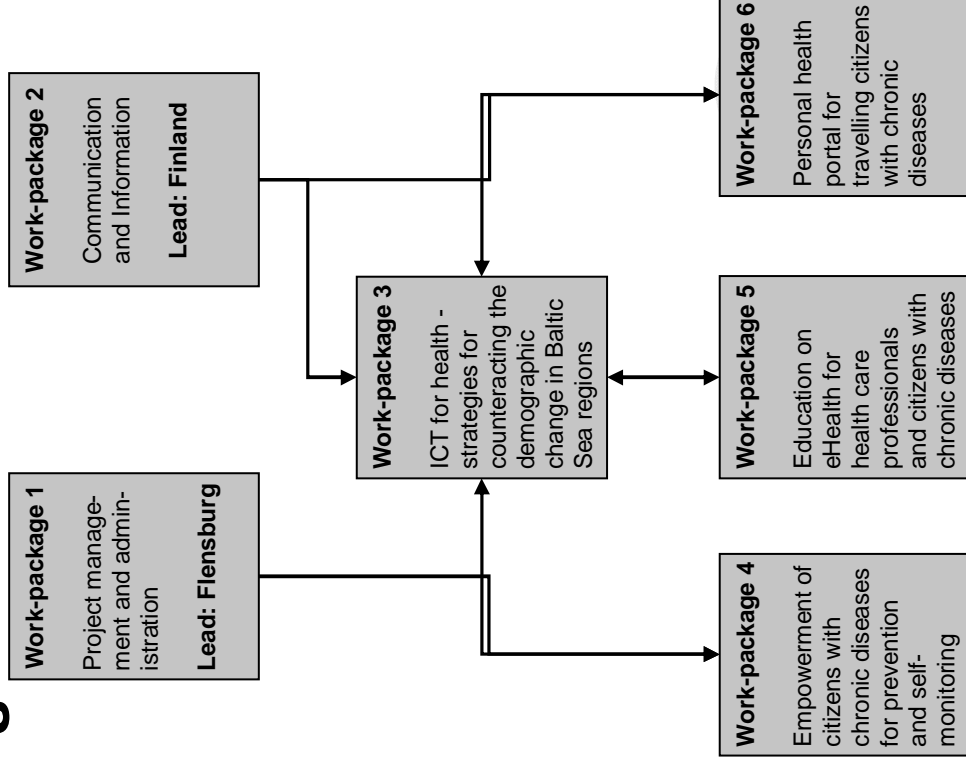 Work-package 1
Project manage-
ment and admin-
istration
Lead: Flensburg
Work-package 2
Communication
and Information
Lead: Finland
Work-package 3
ICT for health -
strategies for
counteracting the
demographic
change in Baltic
Sea regions
Work-package 4
Empowerment of
citizens with
chronic diseases
for prevention
and self-
monitoring
Work-package 5
Education on
eHealth for
health care
professionals
and citizens with
chronic diseases
Work-package 6
Personal health
portal for
travelling citizens
with chronic
diseases